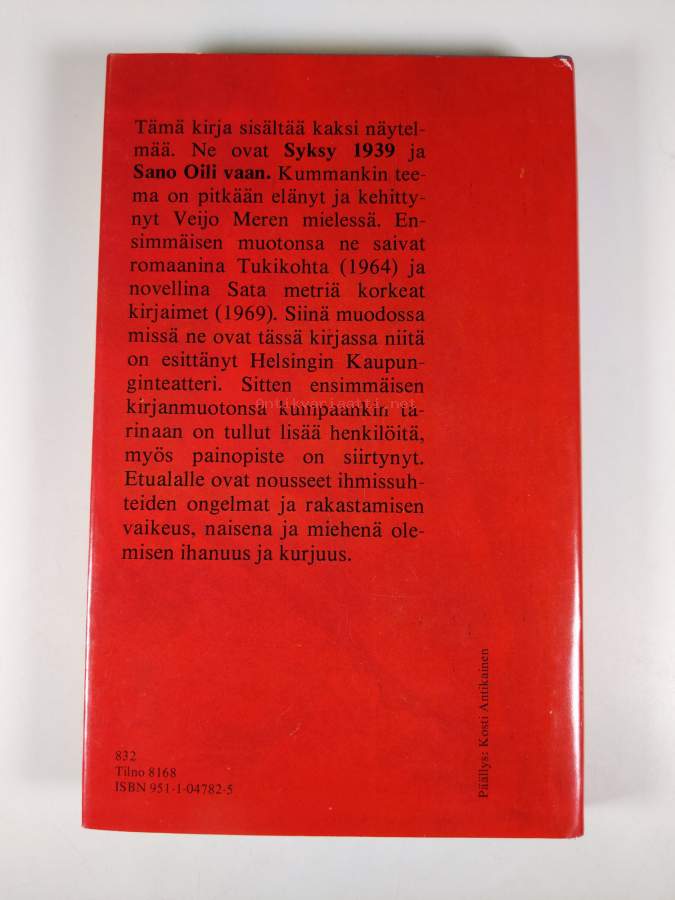 Tämä kirja sisältää kaksi näytel-
mää. Ne ovat Syksy 1939 ja
Sano Oili vaan. Kummankin tee-
ma on pitkään elänyt ja kehitty-
nyt Veijo Meren mielessä. En-
simmäisen muotonsa ne saivat
romaanina Tukikohta (1964) ja
novellina Sata metriä korkeat
kirjaimet (1969). Siinä muodossa
missä ne ovat tässä kirjassa niitä
on esittänyt Helsingin Kaupun-
ginteatteri. Sitten ensimmäisen
Antikvariaatti.net
kirjanmuotonsa kumpaankin ta-
rinaan on tullut lisää henkilöitä,
myös painopiste on siirtynyt.
Etualalle ovat nousseet ihmissuh-
teiden ongelmat ja rakastamisen
vaikeus, naisena ja miehenä ole-
misen ihanuus ja kurjuus.
Päällys: Kosti Antikainen
832
Tilno 8168
ISBN 951-1-04782-5